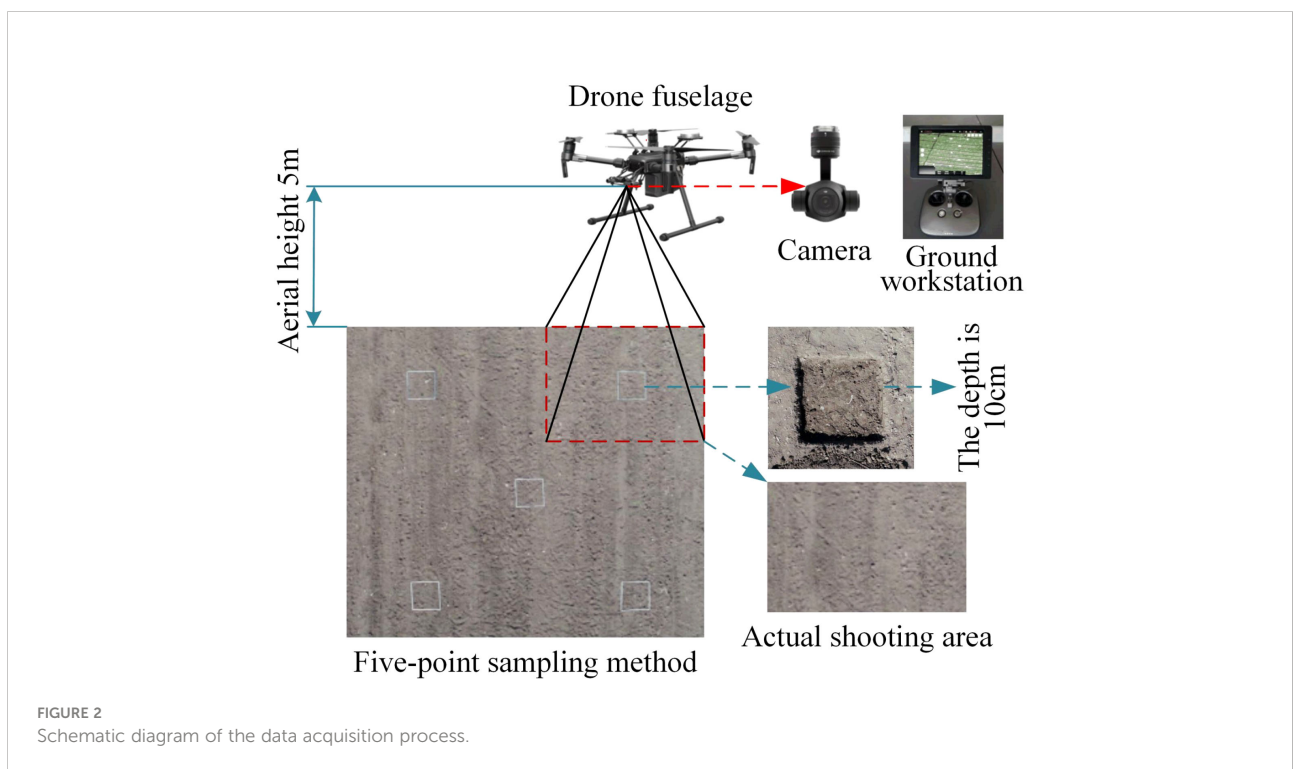 Drone fuselage
Aerial height 5m
Camera
Ground
workstation
The depth is
10cm
Actual shooting area
Five-point sampling method
FIGURE 2
Schematic diagram of the data acquisition process.